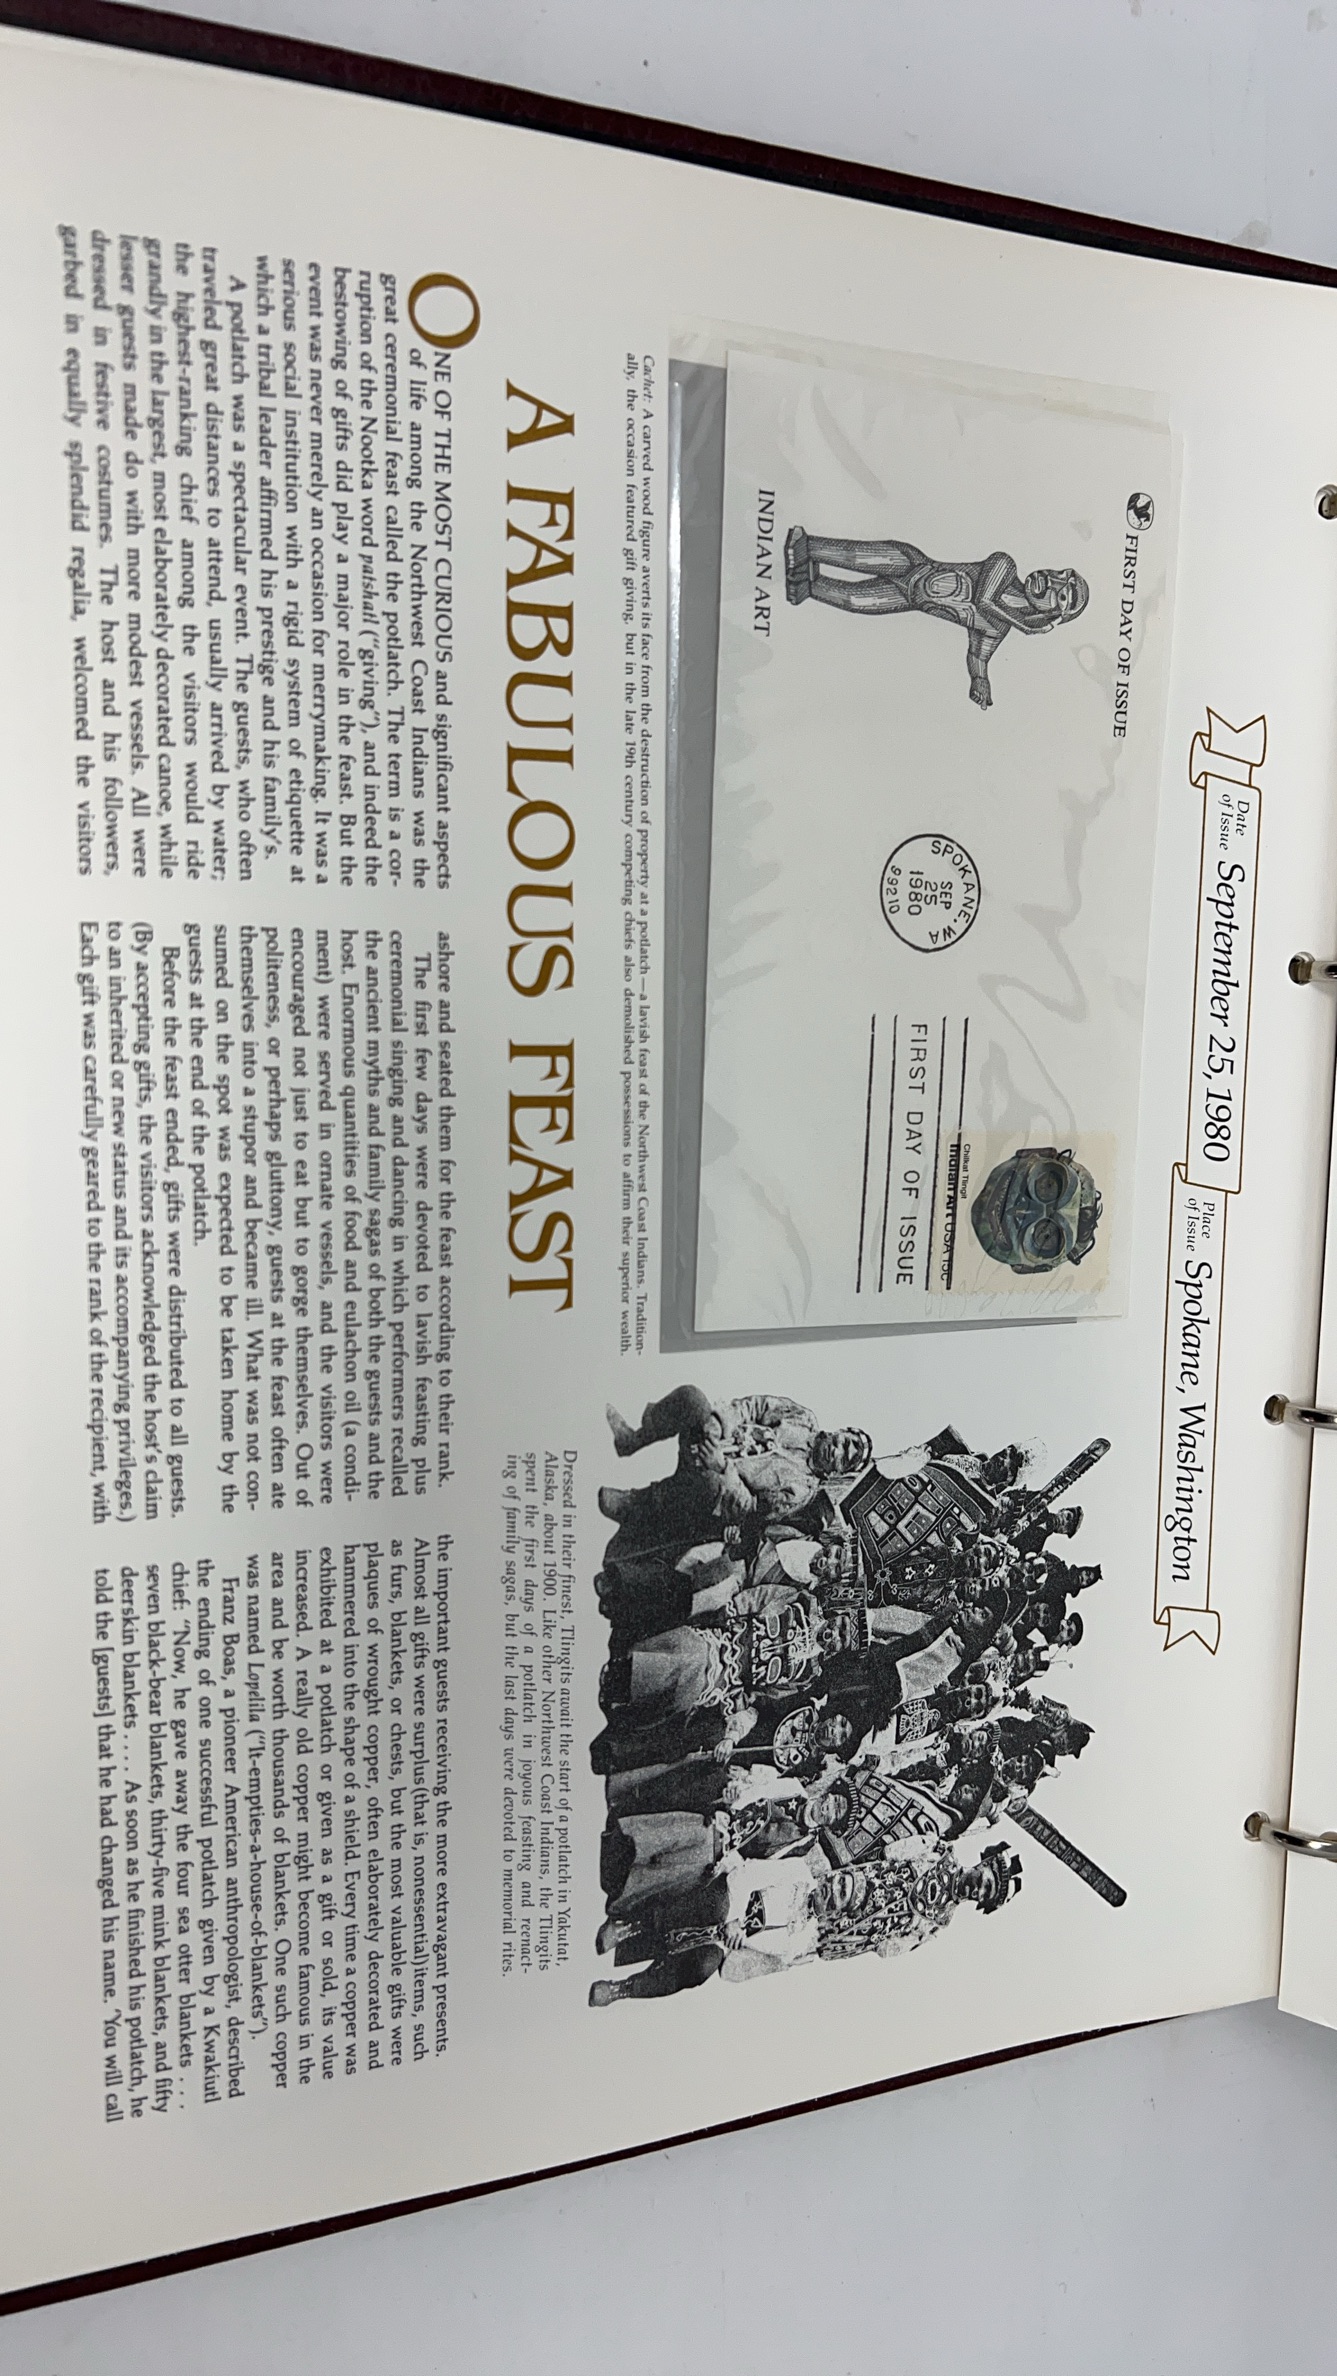 Date
of Issue September 25, 1980
Place
of Issue Spokane, Washington
FIRST DAY OF ISSUE
INDIAN ART
SPOKANE, WA
SEP
25
1980
99210
Chilkat Tlingit
Indian Art USA 15c
FIRST DAY OF ISSUE
Cachet: A carved wood figure averts its face from the destruction of property at a potlatch — a lavish feast of the Northwest Coast Indians. Tradition-
ally, the occasion featured gift giving, but in the late 19th century competing chiefs also demolished possessions to affirm their superior wealth.
Dressed in their finest, Tlingits await the start of a potlatch in Yakutat,
Alaska, about 1900. Like other Northwest Coast Indians, the Tlingits
spent the first days of a potlatch in joyous feasting and reenact-
ing of family sagas, but the last days were devoted to memorial rites.
A FABULOUS FEAST
ONE OF THE MOST CURIOUS and significant aspects
of life among the Northwest Coast Indians was the
great ceremonial feast called the potlatch. The term is a cor-
ruption of the Nootka word patshall ("giving"), and indeed the
bestowing of gifts did play a major role in the feast. But the
event was never merely an occasion for merrymaking. It was a
serious social institution with a rigid system of etiquette at
which a tribal leader affirmed his prestige and his family's.
A potlatch was a spectacular event. The guests, who often
traveled great distances to attend, usually arrived by water;
the highest-ranking chief among the visitors would ride
grandly in the largest, most elaborately decorated canoe, while
lesser guests made do with more modest vessels. All were
dressed in festive costumes. The host and his followers,
garbed in equally splendid regalia, welcomed the visitors
ashore and seated them for the feast according to their rank.
The first few days were devoted to lavish feasting plus
ceremonial singing and dancing in which performers recalled
the ancient myths and family sagas of both the guests and the
host. Enormous quantities of food and eulachon oil (a condi-
ment) were served in ornate vessels, and the visitors were
encouraged not just to eat but to gorge themselves. Out of
politeness, or perhaps gluttony, guests at the feast often ate
themselves into a stupor and became ill. What was not con-
sumed on the spot was expected to be taken home by the
guests at the end of the potlatch.
Before the feast ended, gifts were distributed to all guests.
(By accepting gifts, the visitors acknowledged the host's claim
to an inherited or new status and its accompanying privileges.)
Each gift was carefully geared to the rank of the recipient, with
the important guests receiving the more extravagant presents.
Almost all gifts were surplus (that is, nonessential) items, such
as furs, blankets, or chests, but the most valuable gifts were
plaques of wrought copper, often elaborately decorated and
hammered into the shape of a shield. Every time a copper was
exhibited at a potlatch or given as a gift or sold, its value
increased. A really old copper might become famous in the
area and be worth thousands of blankets. One such copper
was named Lopelila ("It-empties-a-house-of-blankets").
Franz Boas, a pioneer American anthropologist, described
the ending of one successful potlatch given by a Kwakiutl
chief: "Now, he gave away the four sea otter blankets . . .
seven black-bear blankets, thirty-five mink blankets, and fifty
deerskin blankets . . . . As soon as he finished his potlatch, he
told the [guests] that he had changed his name. 'You will call